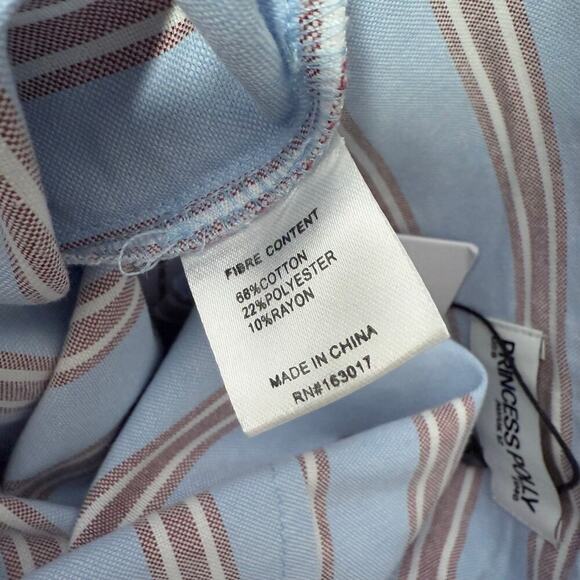 FIBRE CONTENT
68%COTTON
22%POLYESTER
10%RAYON
MADE IN CHINA
RN#163017
PRINCESS POLLY